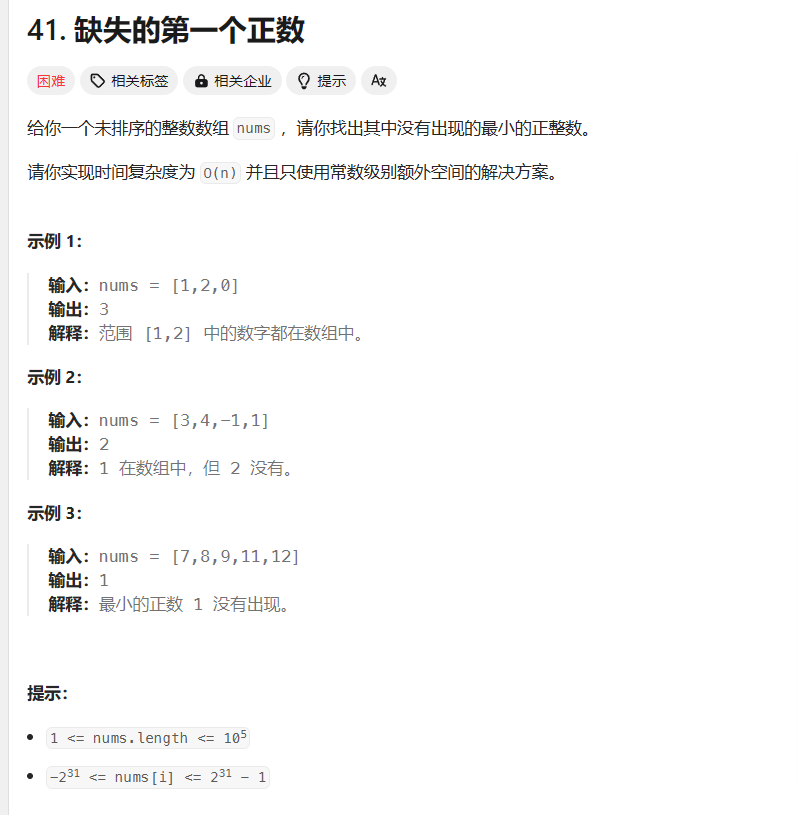 41. 缺失的第一个正数
困难 相关标签 相关企业 提示 A文
给你一个未排序的整数数组 nums ，请你找出其中没有出现的最小的正整数。
请你实现时间复杂度为 O(n) 并且只使用常数级别额外空间的解决方案。
示例 1：
输入：nums = [1,2,0]
输出：3
解释：范围 [1,2] 中的数字都在数组中。
示例 2：
输入：nums = [3,4,-1,1]
输出：2
解释：1 在数组中，但 2 没有。
示例 3：
输入：nums = [7,8,9,11,12]
输出：1
解释：最小的正数 1 没有出现。
提示：
• 1 <= nums.length <= 10⁵
• -2³¹ <= nums[i] <= 2³¹ - 1